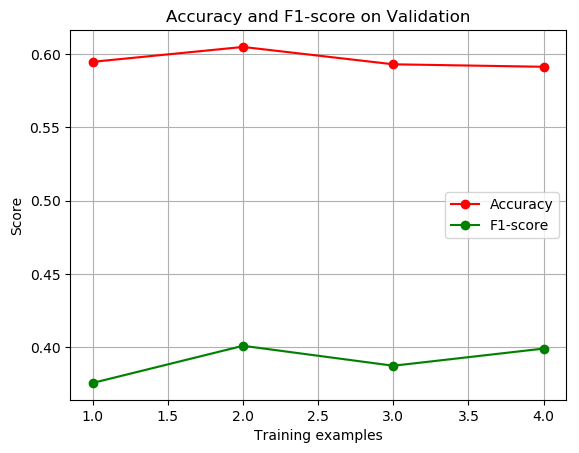 Accuracy and F1-score on Validation
0.60
0.55
0.50
0.45
0.40
Score
Accuracy
F1-score
1.0 1.5 2.0 2.5 3.0 3.5 4.0
Training examples